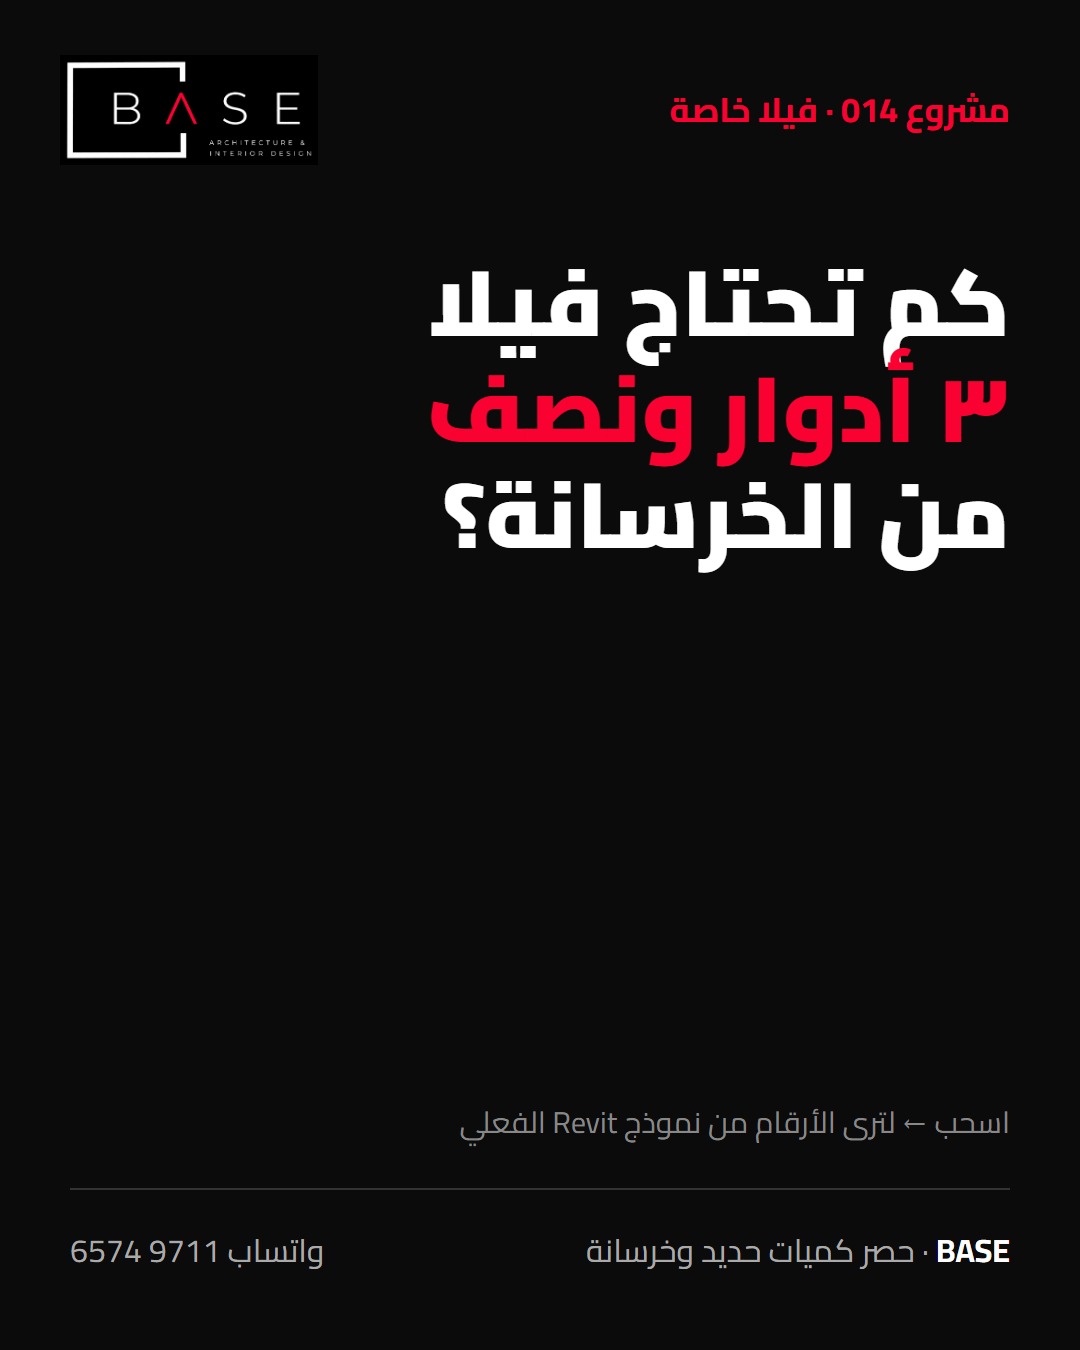 BASE
ARCHITECTURE &
INTERIOR DESIGN
مشروع 014 · فيلا خاصة
كم تحتاج فيلا
٣ أدوار ونصف
من الخرسانة؟
اسحب ← لترى الأرقام من نموذج Revit الفعلي
BASE · حصر كميات حديد وخرسانة
واتساب 9711 6574